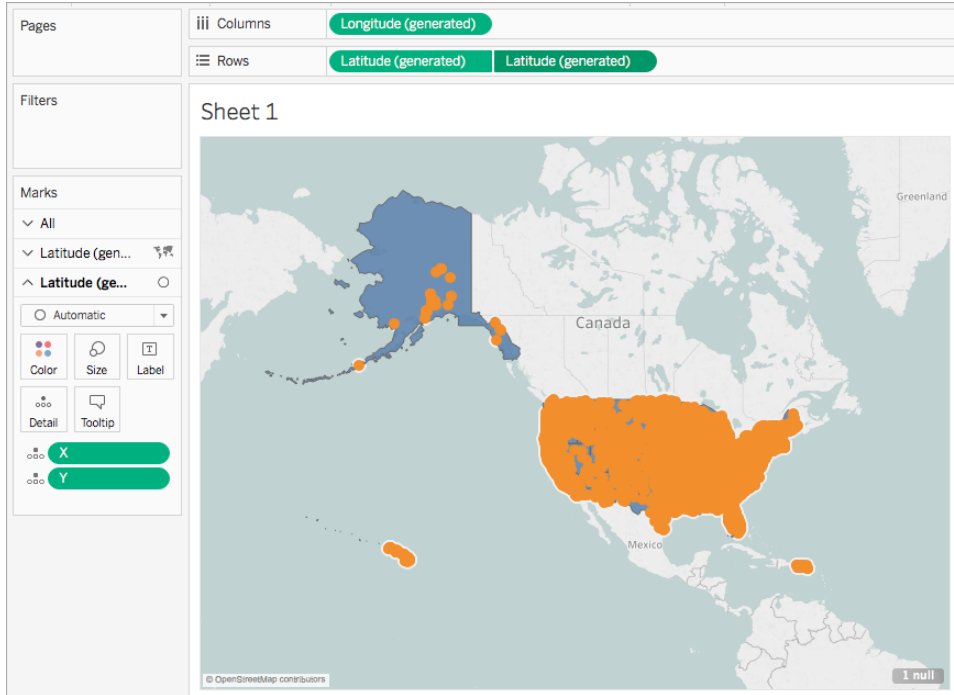 Pages
Columns
Longitude (generated)
Rows
Latitude (generated)
Latitude (generated)
Filters
Sheet 1
Marks
All
Latitude (gen...
Latitude (ge...
Automatic
Color
Size
Label
T
Detail
Tooltip
X
Y
Greenland
Canada
Mexico
© OpenStreetMap contributors
1 null